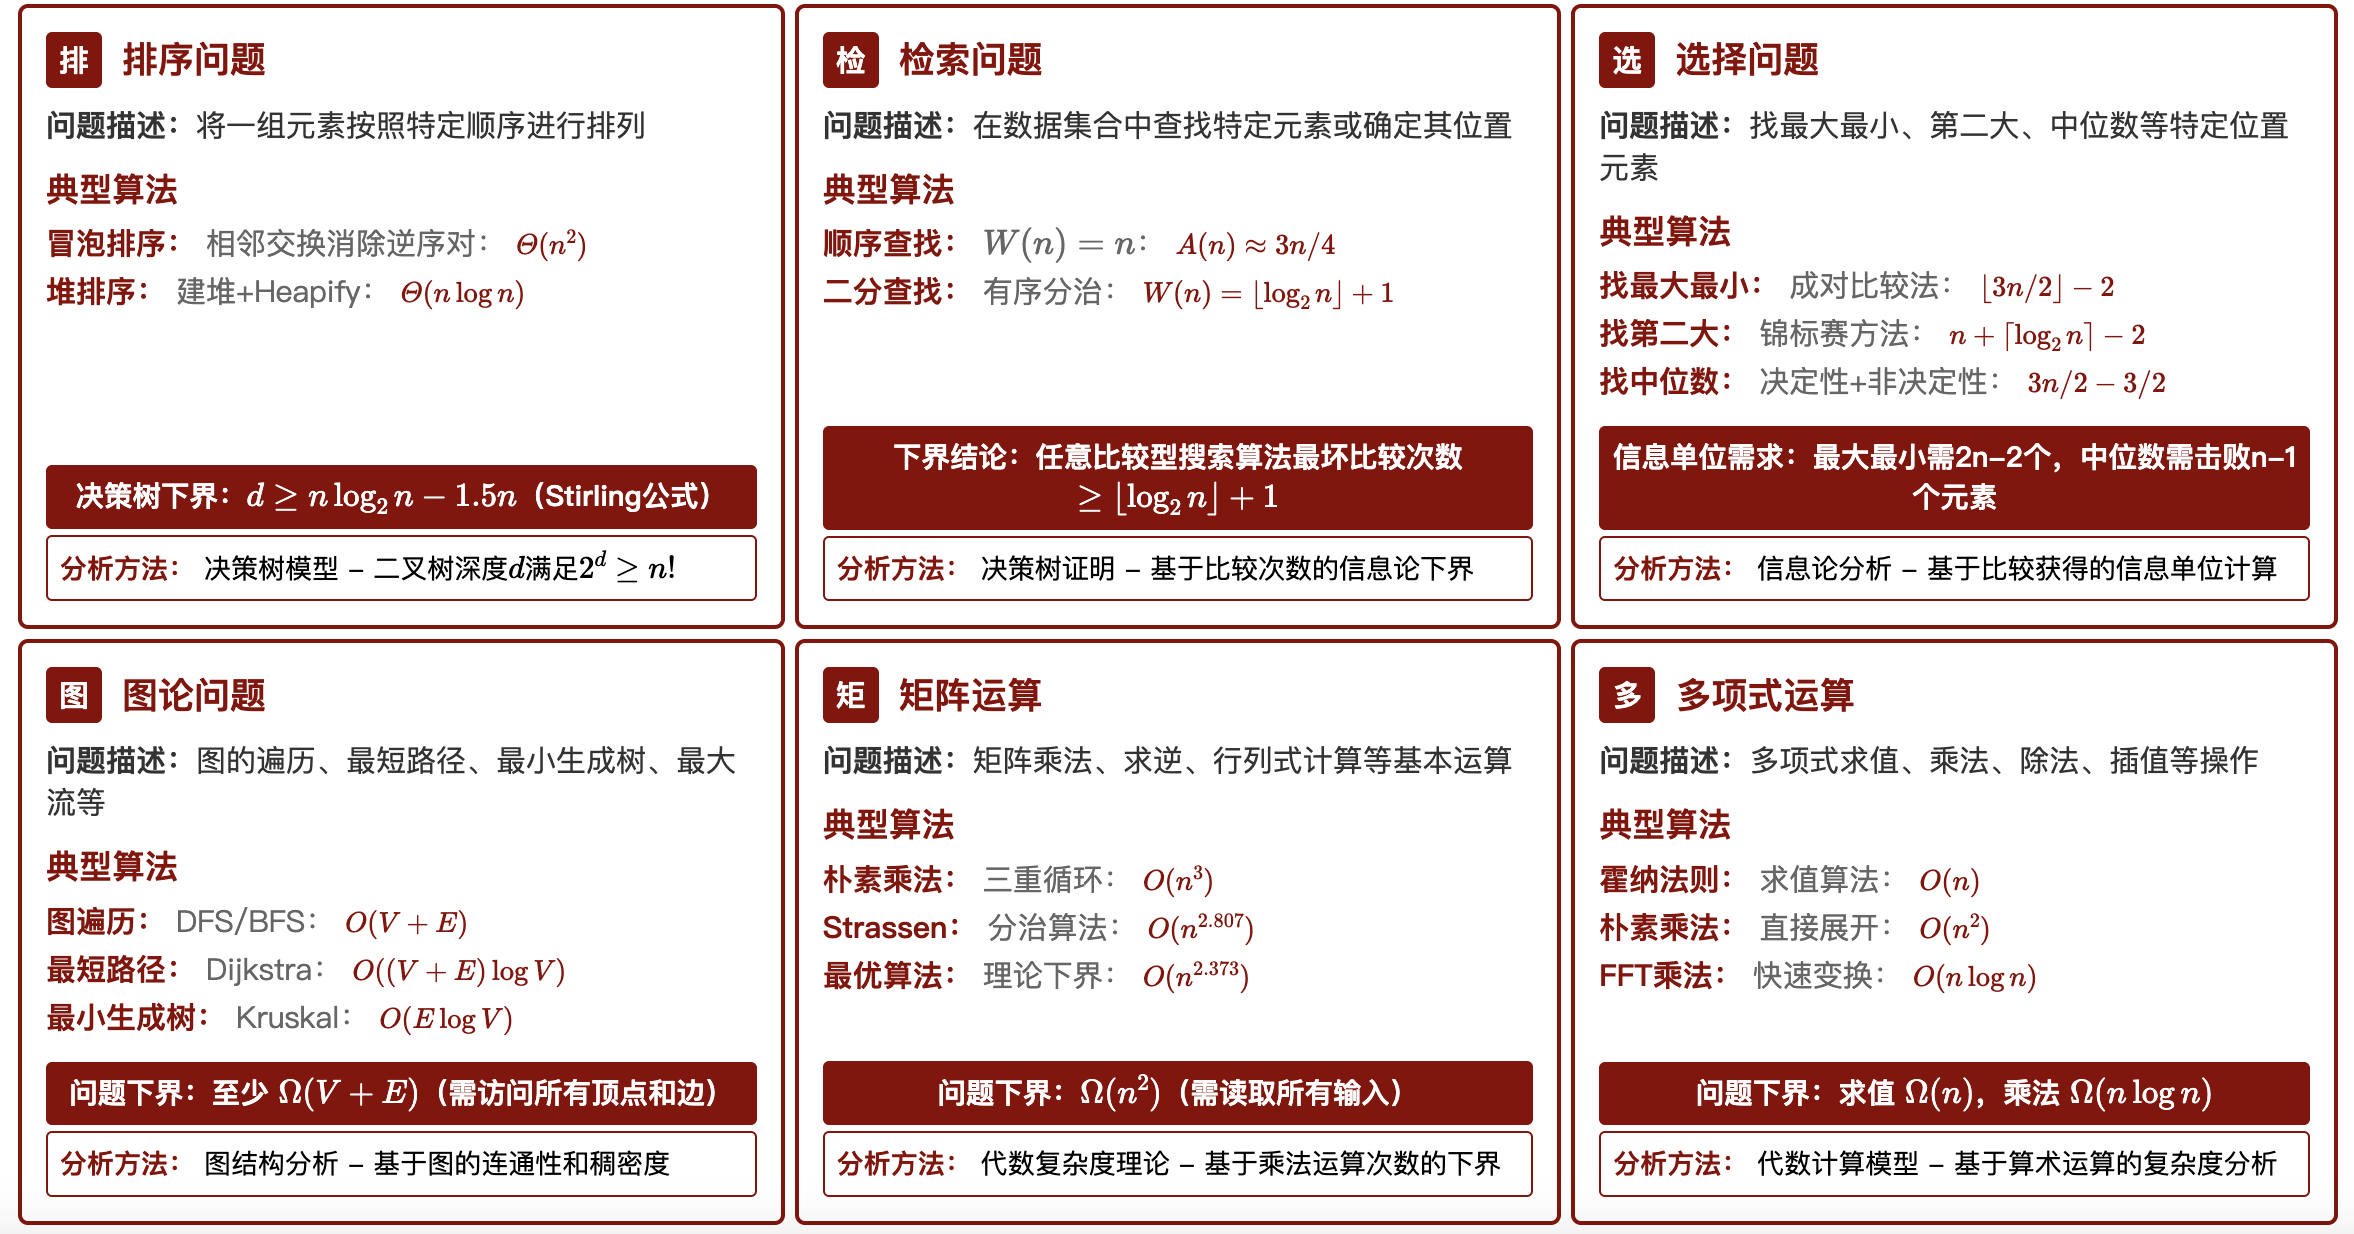 排 排序问题
问题描述：将一组元素按照特定顺序进行排列
典型算法
冒泡排序： 相邻交换消除逆序对： Θ(n²)
堆排序： 建堆+Heapify： Θ(n log n)
决策树下界：d ≥ n log₂ n − 1.5n（Stirling公式）
分析方法： 决策树模型 – 二叉树深度d满足2ᵈ ≥ n!
检 检索问题
问题描述：在数据集合中查找特定元素或确定其位置
典型算法
顺序查找： W(n) = n： A(n) ≈ 3n/4
二分查找： 有序分治： W(n) = ⌊log₂ n⌋ + 1
下界结论：任意比较型搜索算法最坏比较次数
≥ ⌊log₂ n⌋ + 1
分析方法： 决策树证明 – 基于比较次数的信息论下界
选 选择问题
问题描述：找最大最小、第二大、中位数等特定位置
元素
典型算法
找最大最小： 成对比较法： ⌊3n/2⌋ − 2
找第二大： 锦标赛方法： n + ⌈log₂ n⌉ − 2
找中位数： 决定性+非决定性： 3n/2 − 3/2
信息单位需求：最大最小需2n−2个，中位数需击败n−1
个元素
分析方法： 信息论分析 – 基于比较获得的信息单位计算
图 图论问题
问题描述：图的遍历、最短路径、最小生成树、最大
流等
典型算法
图遍历： DFS/BFS： O(V + E)
最短路径： Dijkstra： O((V + E) log V)
最小生成树： Kruskal： O(E log V)
问题下界：至少 Ω(V + E)（需访问所有顶点和边）
分析方法： 图结构分析 – 基于图的连通性和稠密度
矩 矩阵运算
问题描述：矩阵乘法、求逆、行列式计算等基本运算
典型算法
朴素乘法： 三重循环： O(n³)
Strassen： 分治算法： O(n^2.807)
最优算法： 理论下界： O(n^2.373)
问题下界：Ω(n²)（需读取所有输入）
分析方法： 代数复杂度理论 – 基于乘法运算次数的下界
多 多项式运算
问题描述：多项式求值、乘法、除法、插值等操作
典型算法
霍纳法则： 求值算法： O(n)
朴素乘法： 直接展开： O(n²)
FFT乘法： 快速变换： O(n log n)
问题下界：求值 Ω(n)，乘法 Ω(n log n)
分析方法： 代数计算模型 – 基于算术运算的复杂度分析